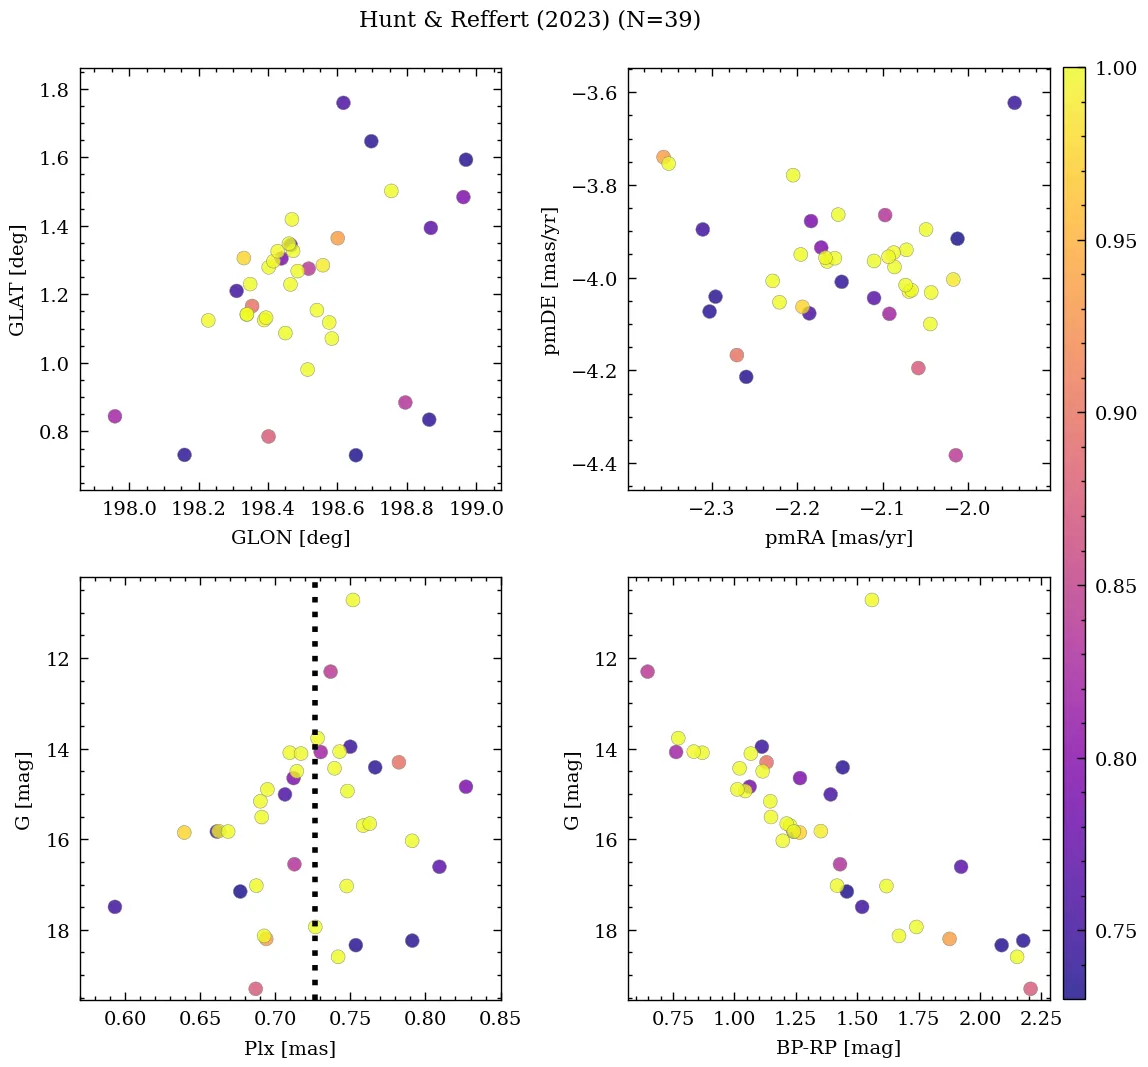 Hunt & Reffert (2023) (N=39)
1.8
1.6
1.4
1.2
1.0
0.8
GLAT [deg]
198.0 198.2 198.4 198.6 198.8 199.0
GLON [deg]
−3.6
−3.8
−4.0
−4.2
−4.4
pmDE [mas/yr]
−2.3 −2.2 −2.1 −2.0
pmRA [mas/yr]
12
14
16
18
G [mag]
0.60 0.65 0.70 0.75 0.80 0.85
Plx [mas]
12
14
16
18
G [mag]
0.75 1.00 1.25 1.50 1.75 2.00 2.25
BP-RP [mag]
1.00
0.95
0.90
0.85
0.80
0.75